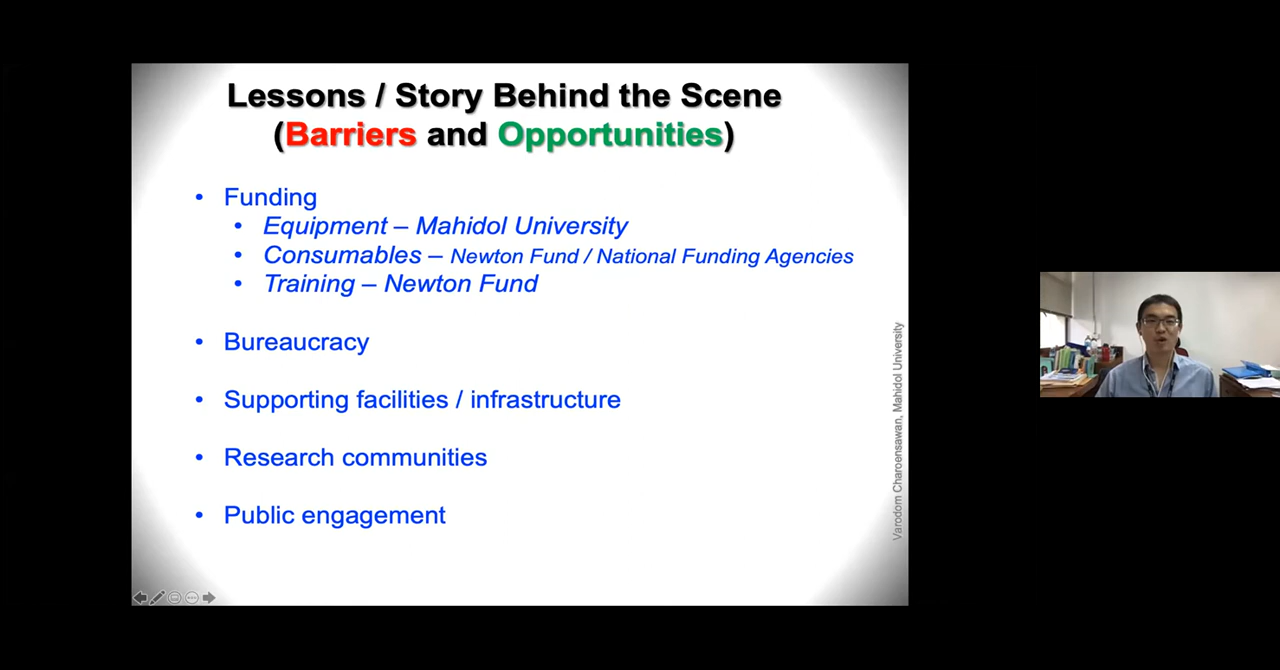 Lessons / Story Behind the Scene
(Barriers and Opportunities)
• Funding
• Equipment – Mahidol University
• Consumables – Newton Fund / National Funding Agencies
• Training – Newton Fund
• Bureaucracy
• Supporting facilities / infrastructure
• Research communities
• Public engagement
Varodom Charoensawan, Mahidol University